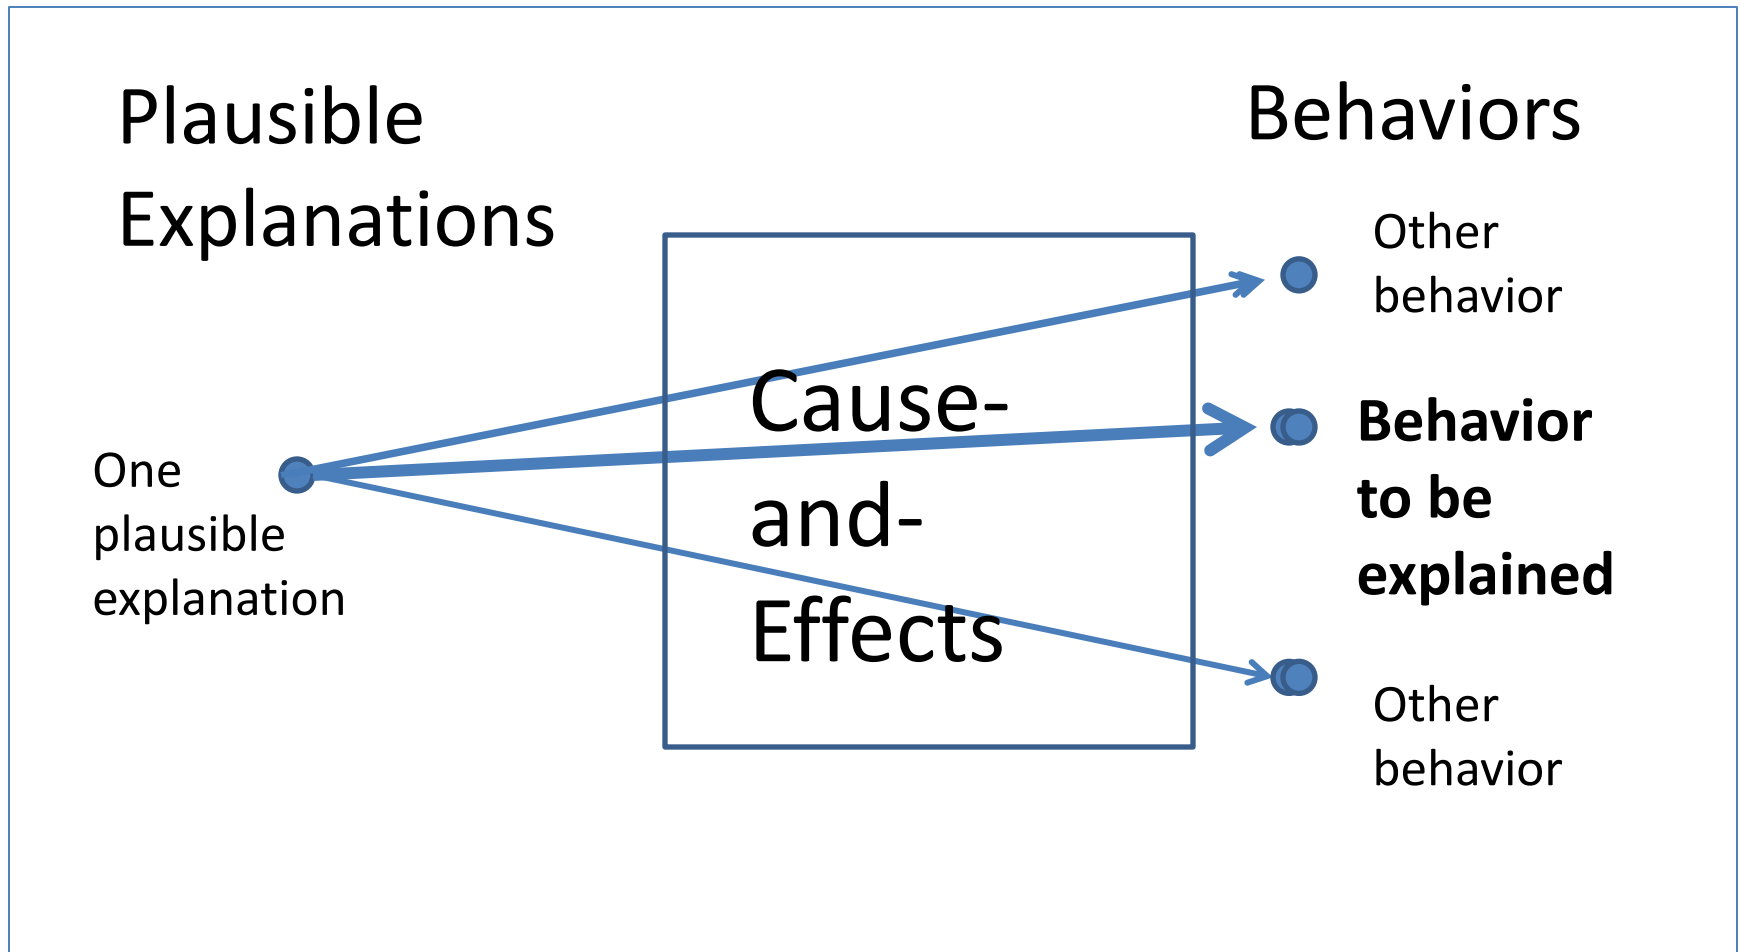 Plausible
Explanations
Behaviors
Other
behavior
Cause-
and-
Effects
Behavior
to be
explained
One
plausible
explanation
Other
behavior